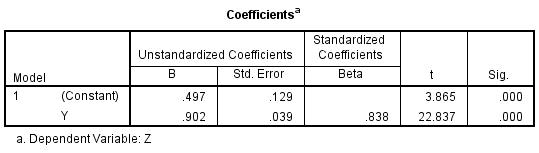 Coefficientsa
Unstandardized Coefficients Standardized Coefficients
Model B Std. Error Beta t Sig.
1 (Constant) .497 .129 3.865 .000
Y .902 .039 .838 22.837 .000
a. Dependent Variable: Z